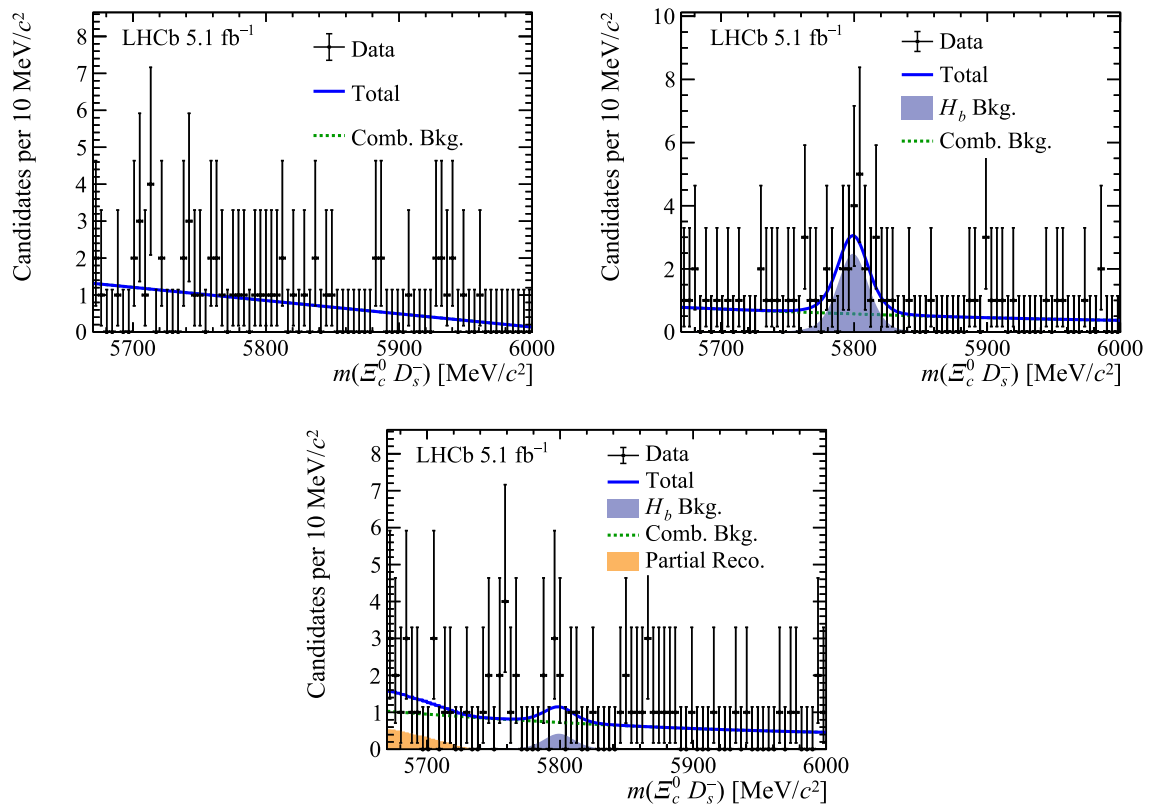 LHCb 5.1 fb⁻¹
Data
Total
Comb. Bkg.
Candidates per 10 MeV/c²
8
7
6
5
4
3
2
1
0
5700 5800 5900 6000
m(Ξc⁰ Ds⁻) [MeV/c²]
LHCb 5.1 fb⁻¹
Data
Total
Hb Bkg.
Comb. Bkg.
Candidates per 10 MeV/c²
10
8
6
4
2
0
5700 5800 5900 6000
m(Ξc⁰ Ds⁻) [MeV/c²]
LHCb 5.1 fb⁻¹
Data
Total
Hb Bkg.
Comb. Bkg.
Partial Reco.
Candidates per 10 MeV/c²
8
7
6
5
4
3
2
1
0
5700 5800 5900 6000
m(Ξc⁰ Ds⁻) [MeV/c²]